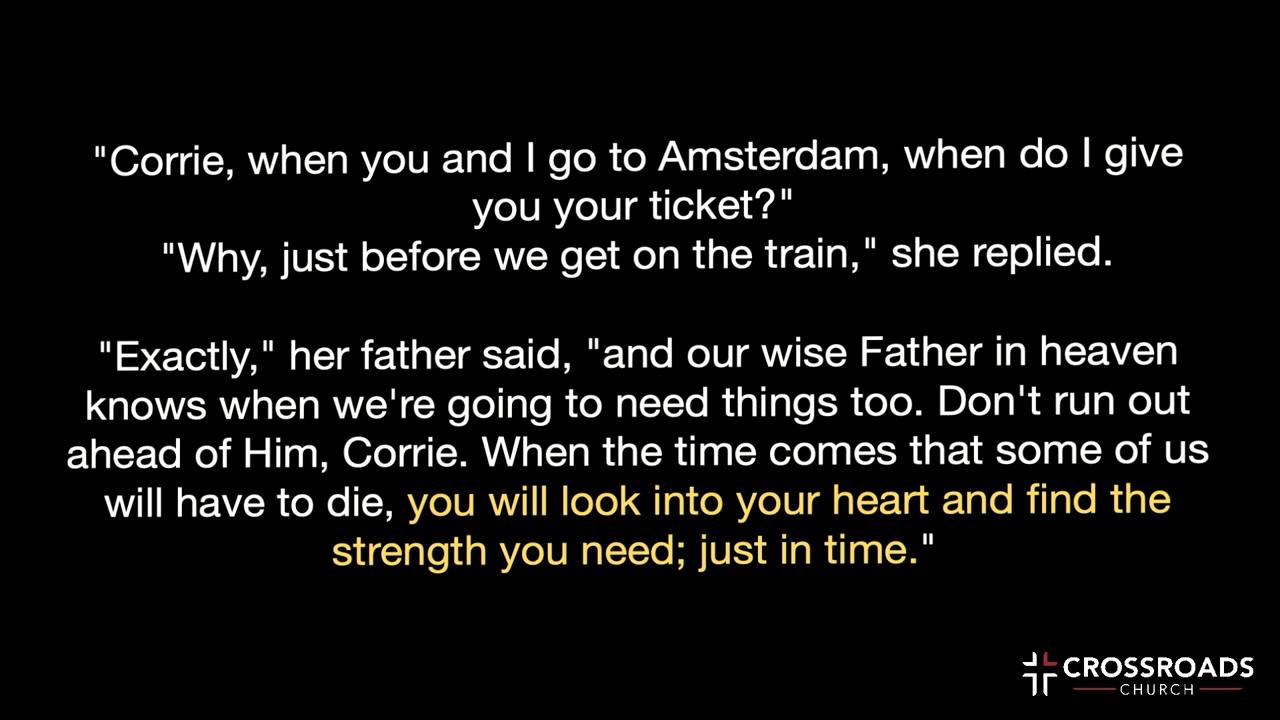 "Corrie, when you and I go to Amsterdam, when do I give
you your ticket?"
"Why, just before we get on the train," she replied.
"Exactly," her father said, "and our wise Father in heaven
knows when we're going to need things too. Don't run out
ahead of Him, Corrie. When the time comes that some of us
will have to die, you will look into your heart and find the
strength you need; just in time."
CROSSROADS
CHURCH